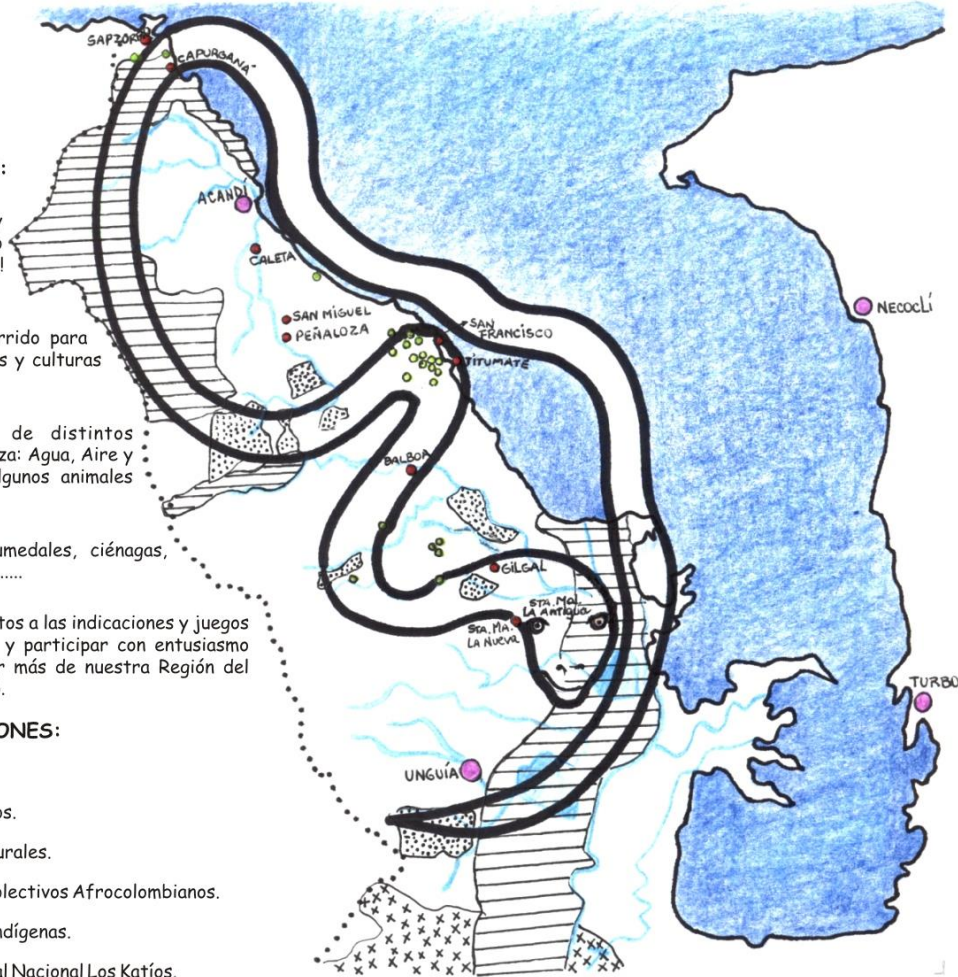 :
y
o
!
rrido para
s y culturas
de distintos
za: Agua, Aire y
lgunos animales
umedales, ciénagas,
.....
tos a las indicaciones y juegos
y participar con entusiasmo
r más de nuestra Región del
.
ONES:
os.
urales.
olectivos Afrocolombianos.
ndígenas.
al Nacional Los Katíos.
CAPURGANÁ
ACANDÍ
CALETA
SAN MIGUEL
PEÑALOZA
SAN
FRANCISCO
TITUMATE
NECOCLÍ
BALBOA
GILGAL
STA. Ma.
LA ANTIGUA
STA. MA.
LA NUEVA
UNGUÍA
TURBO